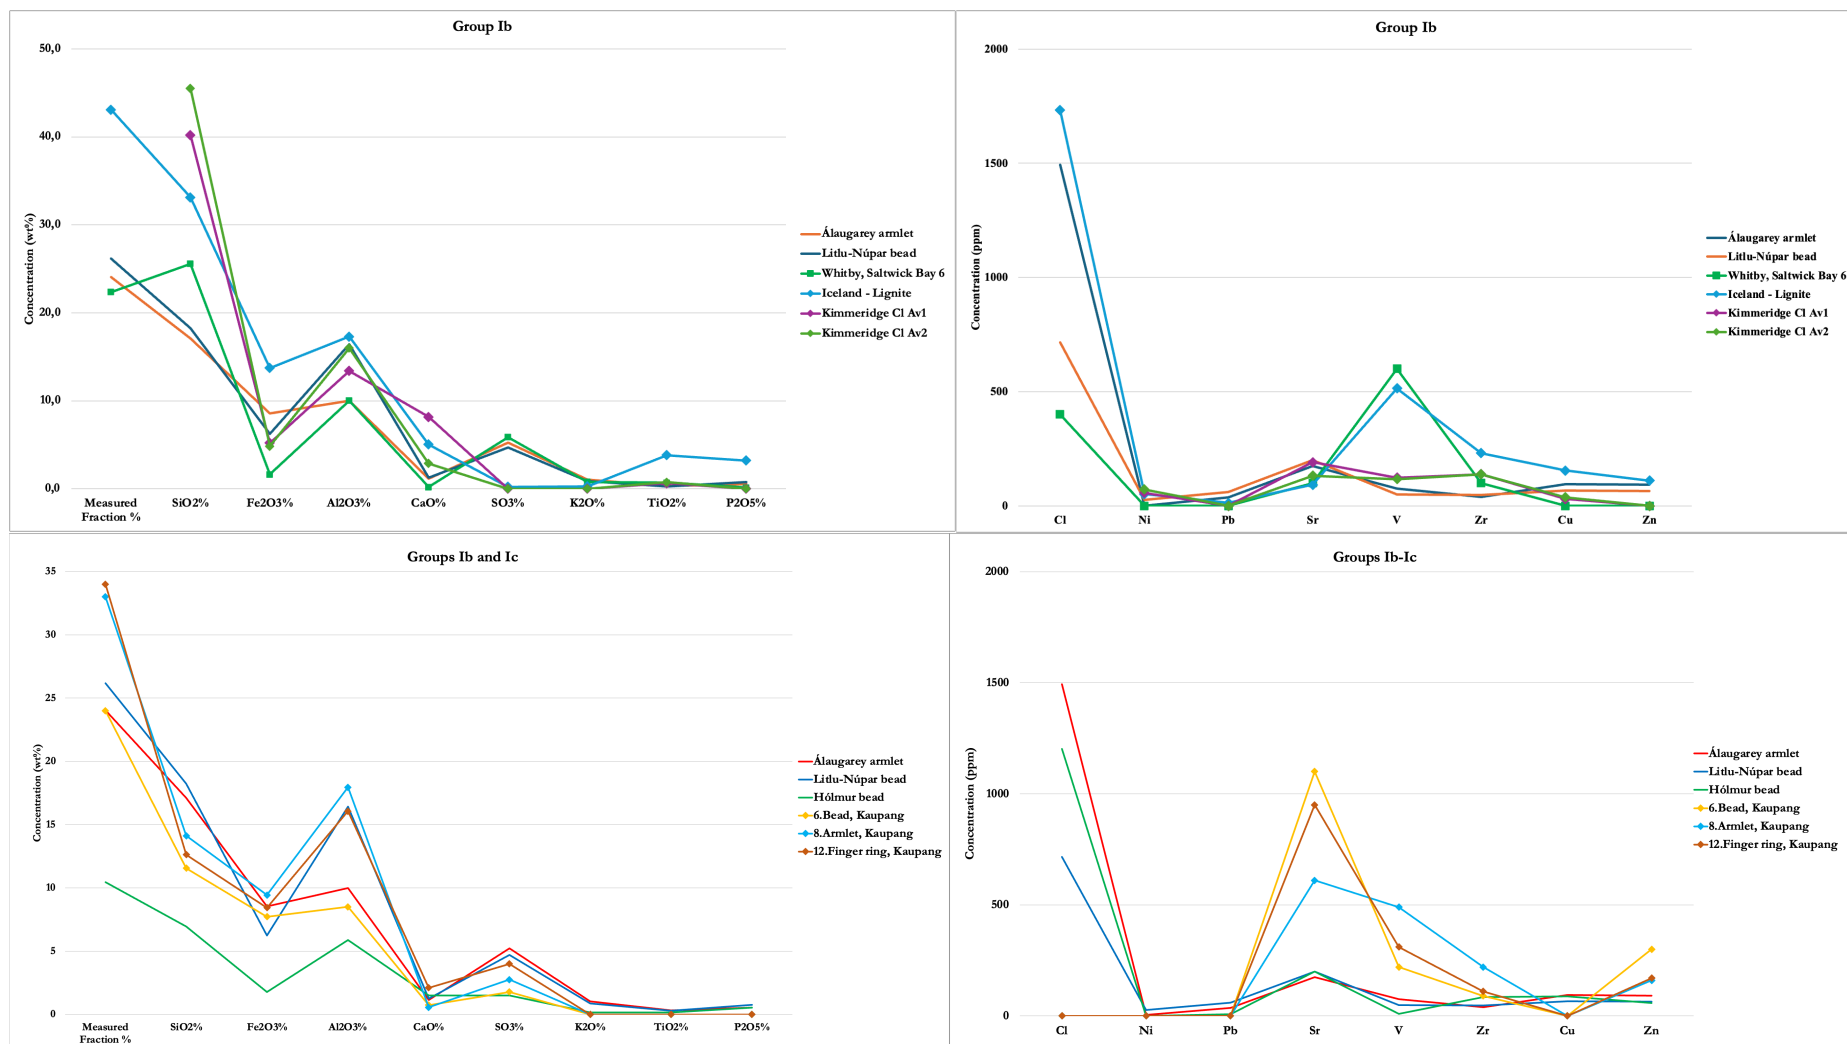 Group Ib
50,0
40,0
30,0
20,0
10,0
0,0
Concentration (wt%)
Measured Fraction %
SiO2%
Fe2O3%
Al2O3%
CaO%
SO3%
K2O%
TiO2%
P2O5%
Álaugarey armlet
Litlu-Núpar bead
Whitby, Saltwick Bay 6
Iceland - Lignite
Kimmeridge Cl Av1
Kimmeridge Cl Av2
Group Ib
2000
1500
1000
500
0
Concentration (ppm)
Cl
Ni
Pb
Sr
V
Zr
Cu
Zn
Álaugarey armlet
Litlu-Núpar bead
Whitby, Saltwick Bay 6
Iceland - Lignite
Kimmeridge Cl Av1
Kimmeridge Cl Av2
Groups Ib and Ic
35
30
25
20
15
10
5
0
Concentration (wt%)
Measured Fraction %
SiO2%
Fe2O3%
Al2O3%
CaO%
SO3%
K2O%
TiO2%
P2O5%
Álaugarey armlet
Litlu-Núpar bead
Hólmur bead
6.Bead, Kaupang
8.Armlet, Kaupang
12.Finger ring, Kaupang
Groups Ib-Ic
2000
1500
1000
500
0
Concentration (ppm)
Cl
Ni
Pb
Sr
V
Zr
Cu
Zn
Álaugarey armlet
Litlu-Núpar bead
Hólmur bead
6.Bead, Kaupang
8.Armlet, Kaupang
12.Finger ring, Kaupang